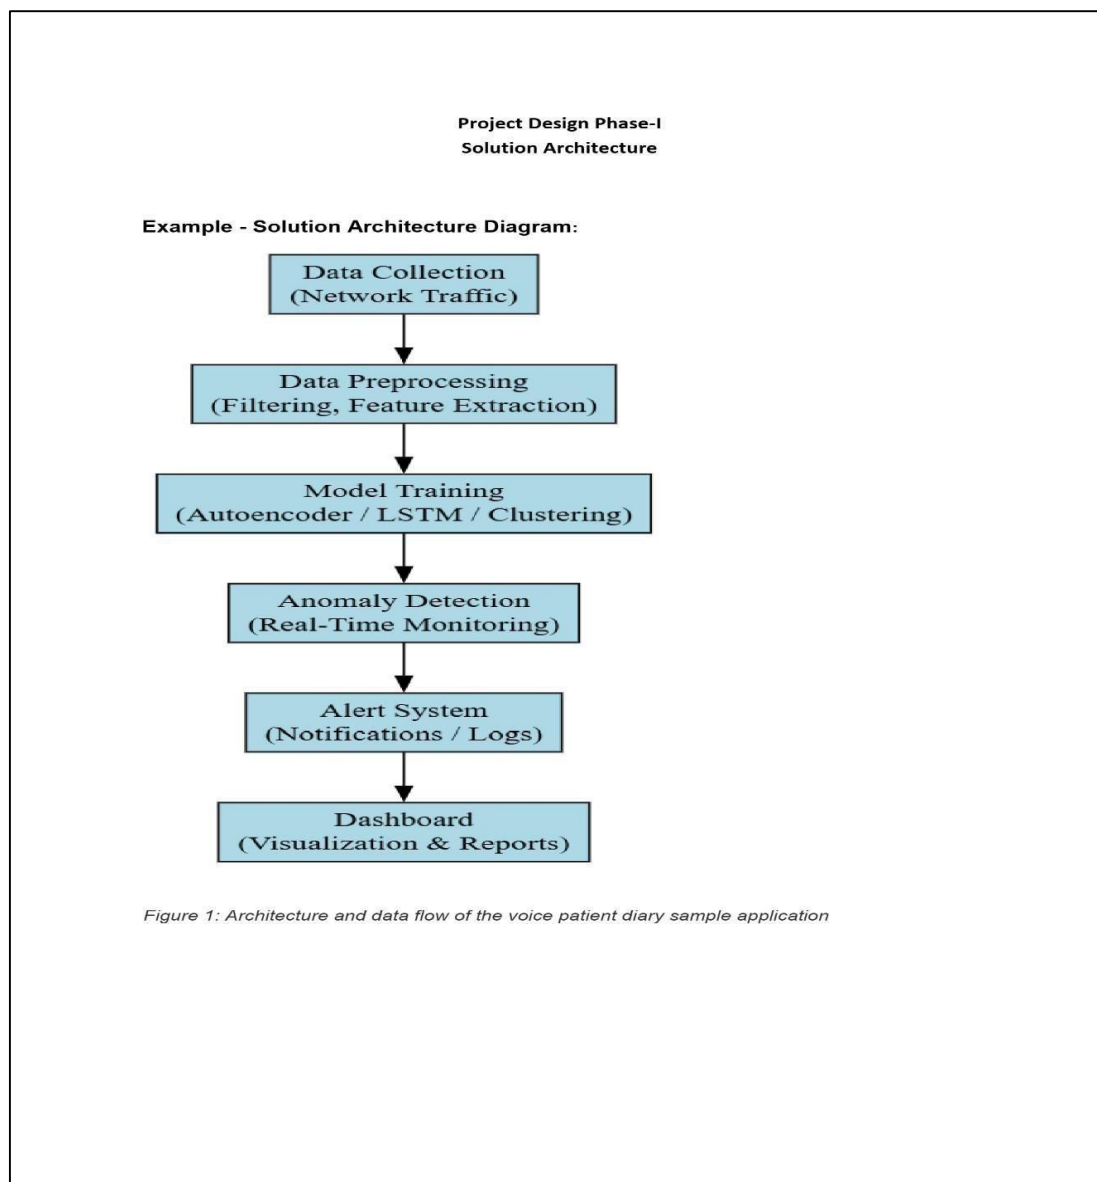 Project Design Phase-I
Solution Architecture
Example - Solution Architecture Diagram:
Data Collection
(Network Traffic)
Data Preprocessing
(Filtering, Feature Extraction)
Model Training
(Autoencoder / LSTM / Clustering)
Anomaly Detection
(Real-Time Monitoring)
Alert System
(Notifications / Logs)
Dashboard
(Visualization & Reports)
Figure 1: Architecture and data flow of the voice patient diary sample application